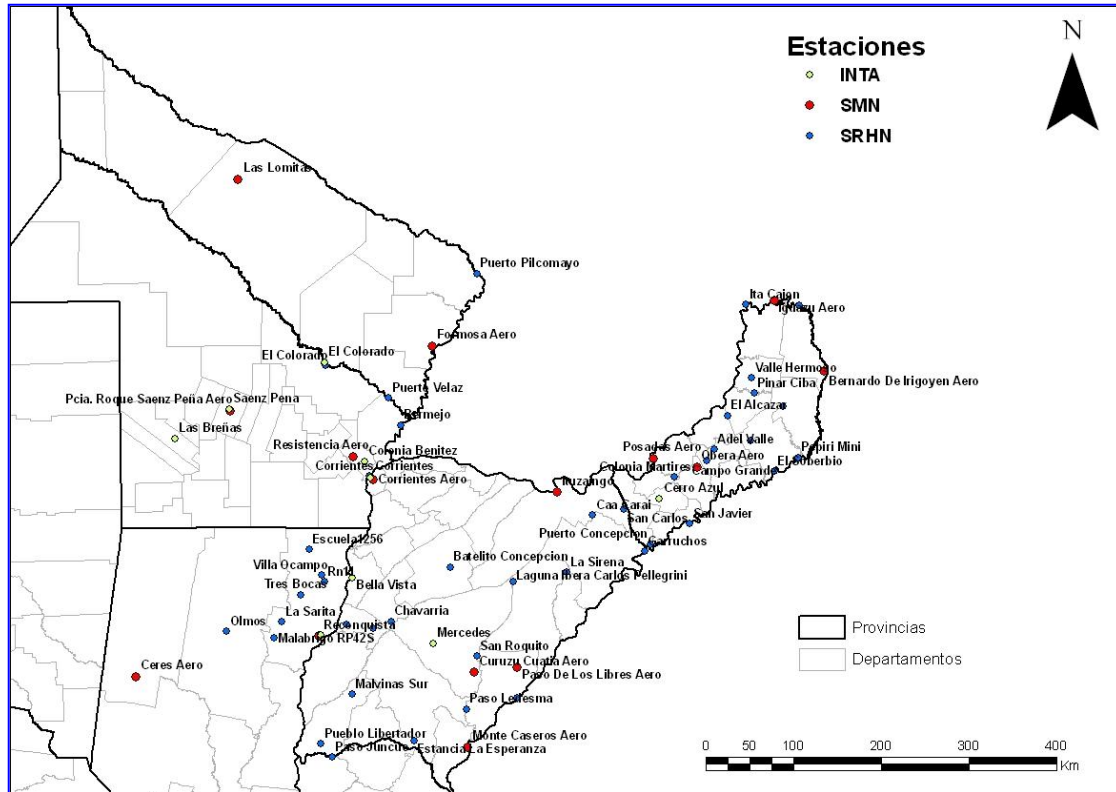 N
Estaciones
INTA
SMN
SRHN
Las Lomitas
Puerto Pilcomayo
Ita Cajon
Iguazu Aero
Formosa Aero
El Colorado
El Colorado
Valle Hermoso
Bernardo De Irigoyen Aero
Pinar Ciba
Puerto Velaz
Pcia. Roque Saenz Peña Aero
Saenz Pena
Bermejo
El Alcazar
Las Breñas
Resistencia Aero
Colonia Benitez
Posadas Aero
Adel Valle
Pepiri Mini
Obera Aero
El Soberbio
Corrientes
Corrientes
Colonia Martires
Campo Grande
Corrientes Aero
Ituzaingo
Cerro Azul
Caa Carai
San Carlos
San Javier
Puerto Concepcion
Garruchos
Escuela1256
Batelito Concepcion
La Sirena
Villa Ocampo
Rn11
Tres Bocas
Bella Vista
Laguna Ibera Carlos Pellegrini
La Sarita
Chavarria
Olmos
Reconquista
Malabrigo RP42S
Mercedes
San Roquito
Curuzu Cuatia Aero
Paso De Los Libres Aero
Ceres Aero
Malvinas Sur
Paso Ledesma
Pueblo Libertador
Monte Caseros Aero
Paso Juncue
Estancia La Esperanza
Provincias
Departamentos
0 50 100 200 300 400
Km